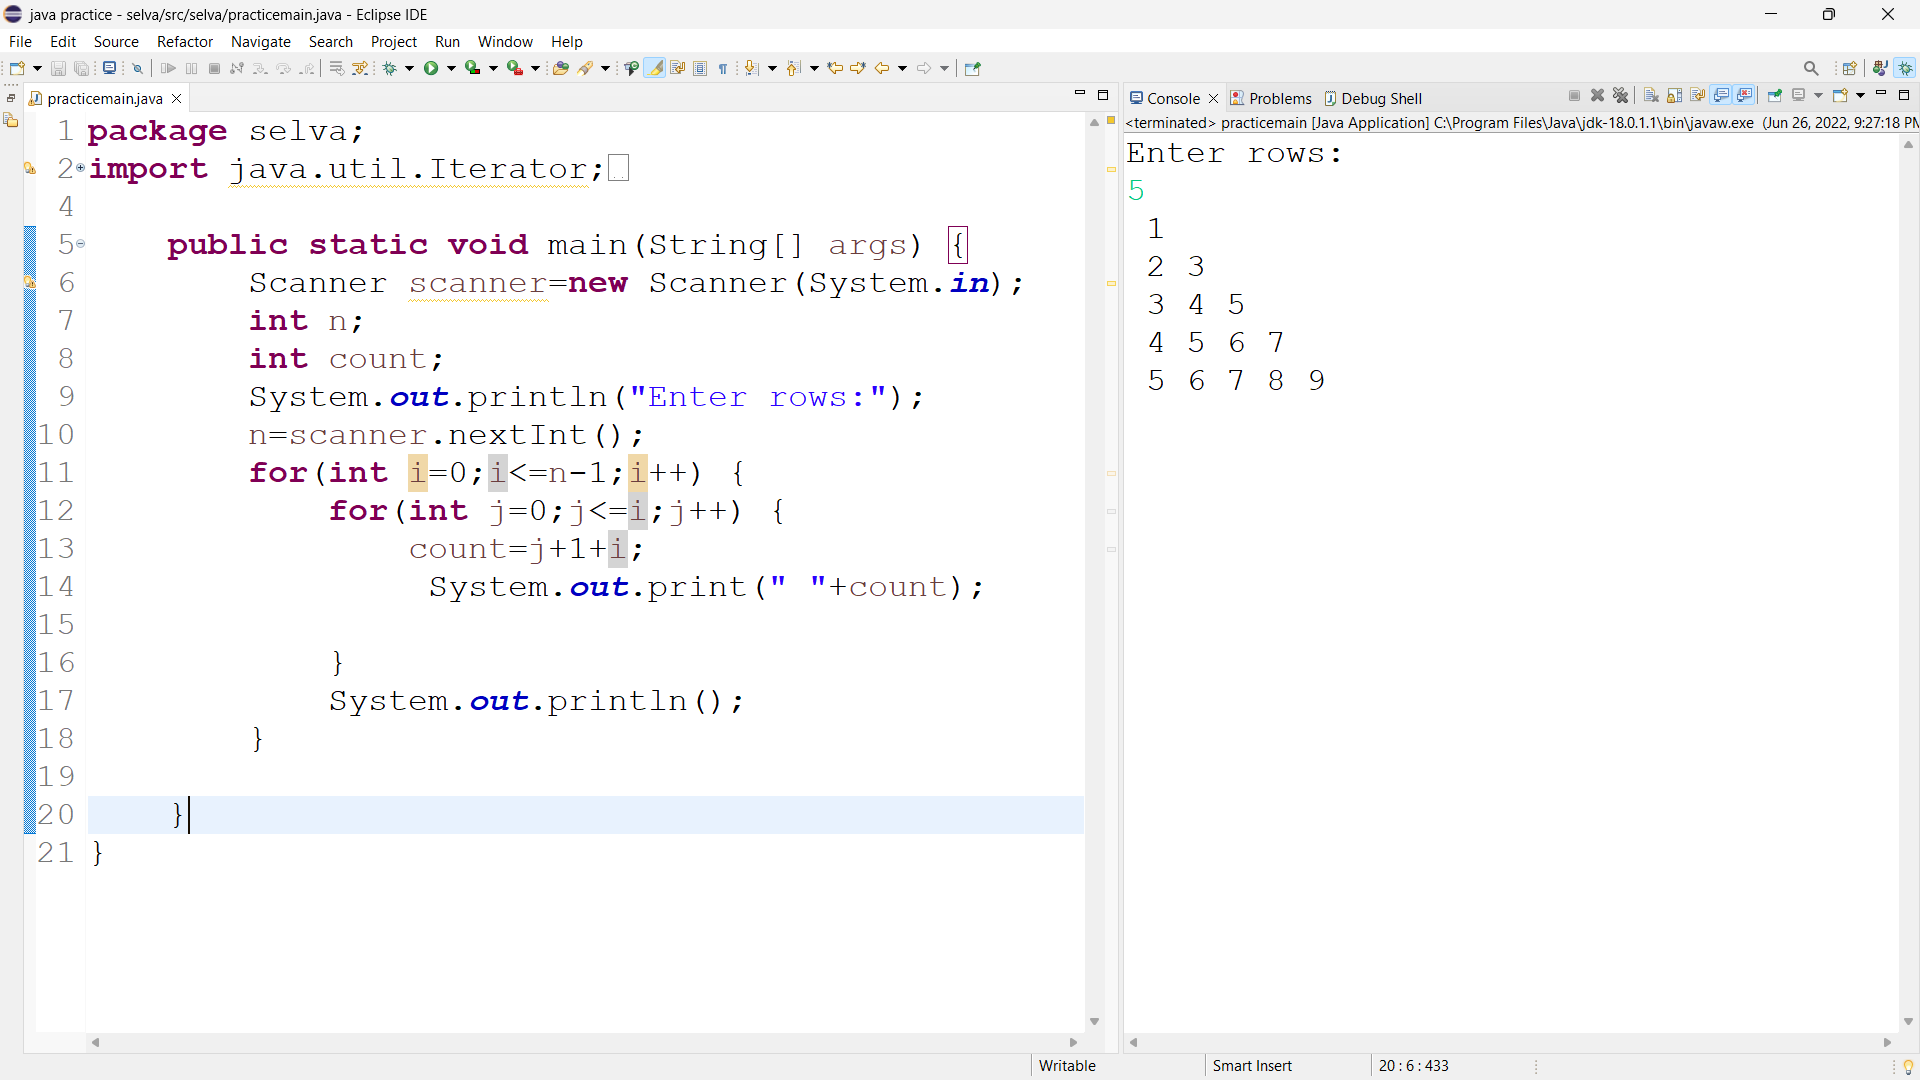 java practice - selva/src/selva/practicemain.java - Eclipse IDE
File Edit Source Refactor Navigate Search Project Run Window Help
practicemain.java
1 package selva;
2 import java.util.Iterator;
4
5 public static void main(String[] args) {
6 Scanner scanner=new Scanner(System.in);
7 int n;
8 int count;
9 System.out.println("Enter rows:");
10 n=scanner.nextInt();
11 for(int i=0;i<=n-1;i++) {
12 for(int j=0;j<=i;j++) {
13 count=j+1+i;
14 System.out.print(" "+count);
15
16 }
17 System.out.println();
18 }
19
20 }
21 }
Console Problems Debug Shell
<terminated> practicemain [Java Application] C:\Program Files\Java\jdk-18.0.1.1\bin\javaw.exe (Jun 26, 2022, 9:27:18 PM
Enter rows:
5
1
2 3
3 4 5
4 5 6 7
5 6 7 8 9
Writable Smart Insert 20 : 6 : 433